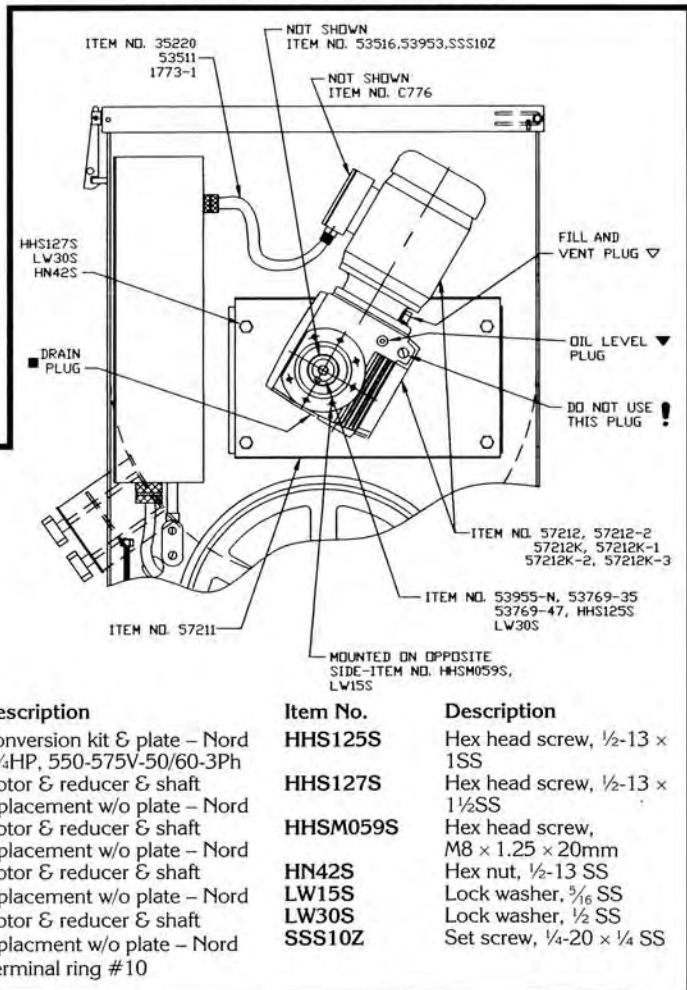 ITEM NO. 35220
53511
1773-1
NOT SHOWN
ITEM NO. 53516,53953,SSS10Z
NOT SHOWN
ITEM NO. C776
HHS127S
LW30S
HN42S
FILL AND
VENT PLUG ▽
■ DRAIN
PLUG
OIL LEVEL ▼
PLUG
DO NOT USE !
THIS PLUG
ITEM NO. 57212, 57212-2
57212K, 57212K-1
57212K-2, 57212K-3
ITEM NO. 53955-N, 53769-35
53769-47, HHS125S
LW30S
ITEM NO. 57211
MOUNTED ON OPPOSITE
SIDE-ITEM NO. HHSM059S,
LW15S
escription
onversion kit & plate – Nord
⁄4HP, 550-575V-50/60-3Ph
otor & reducer & shaft
placement w/o plate – Nord
otor & reducer & shaft
placement w/o plate – Nord
otor & reducer & shaft
placement w/o plate – Nord
otor & reducer & shaft
placment w/o plate – Nord
erminal ring #10
Item No. Description
HHS125S Hex head screw, ½-13 ×
1SS
HHS127S Hex head screw, ½-13 ×
1½SS
HHSM059S Hex head screw,
M8 × 1.25 × 20mm
HN42S Hex nut, ½-13 SS
LW15S Lock washer, 5⁄16 SS
LW30S Lock washer, ½ SS
SSS10Z Set screw, ¼-20 × ¼ SS